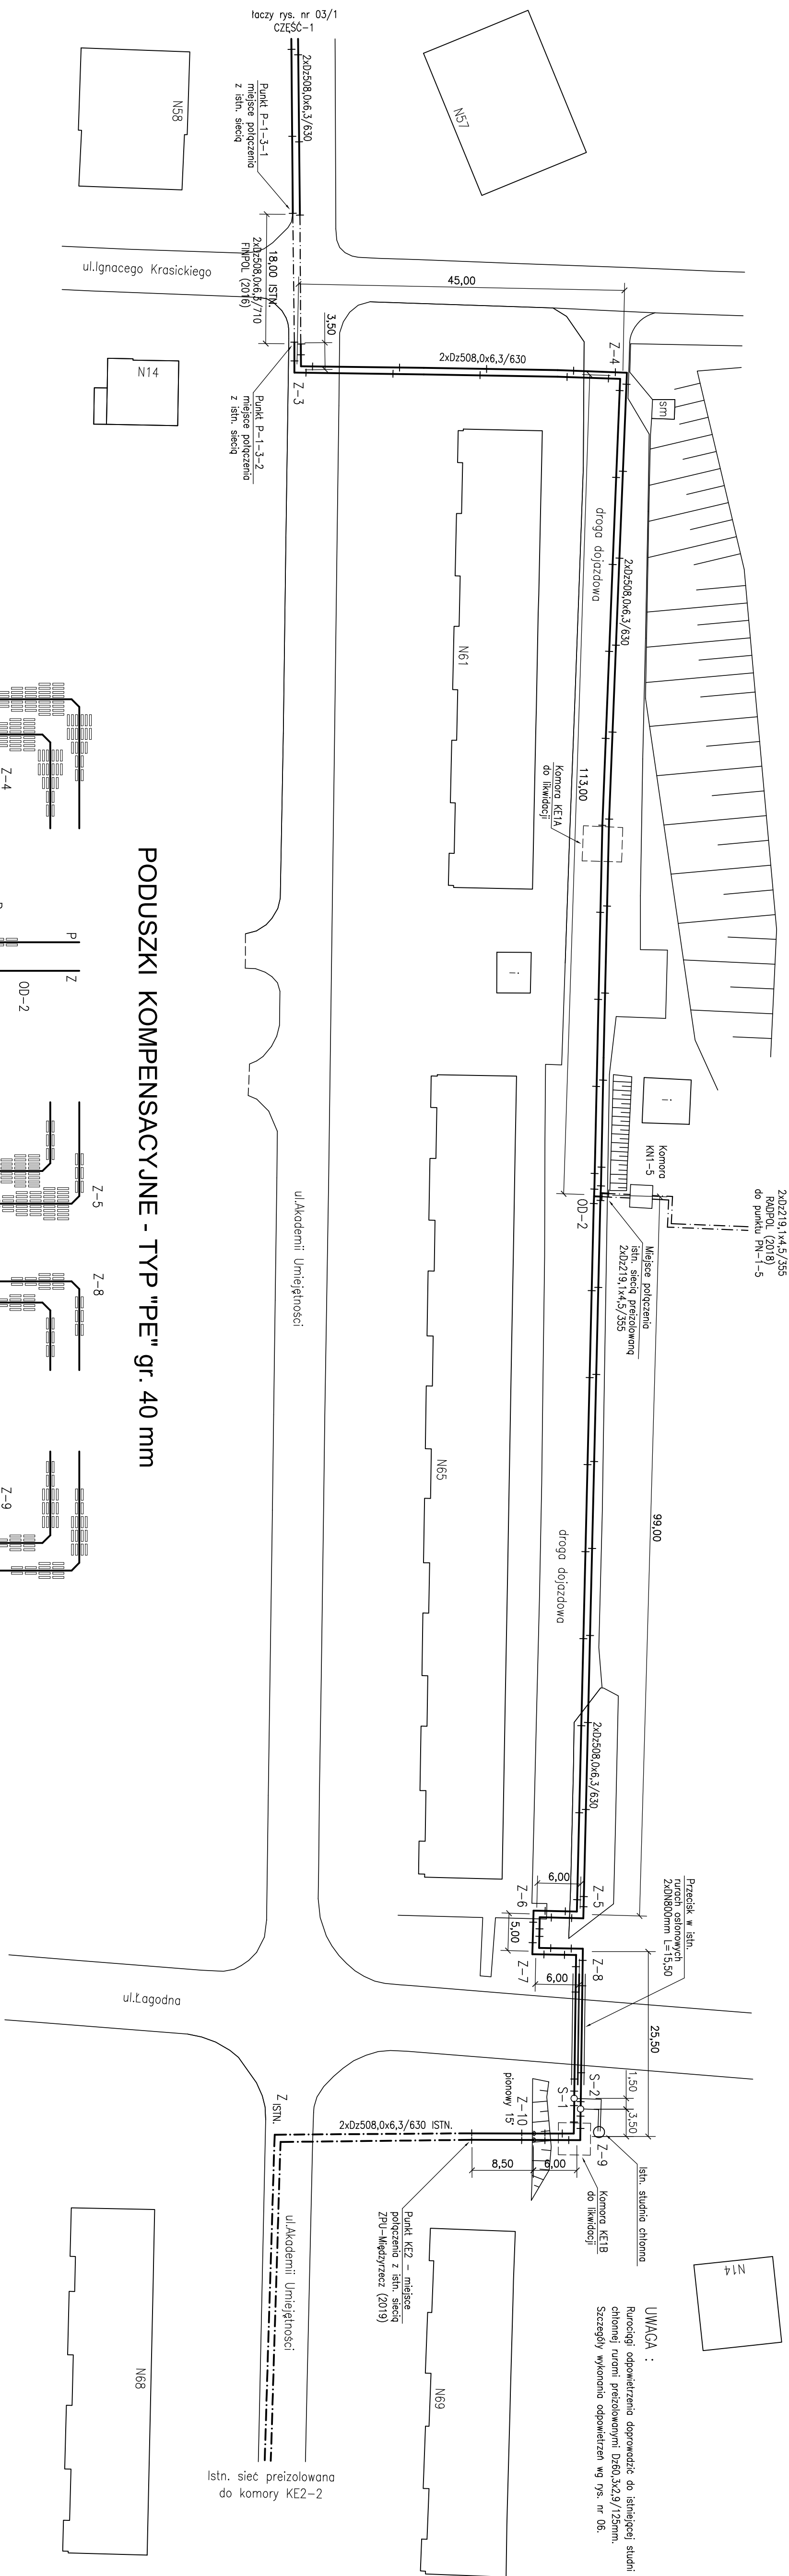 łączy rys. nr 03/1
CZĘŚĆ-1
2xDz508,0x6,3/630
N58
N57
Punkt P-1-3-1
miejsce połączenia
z istn. siecią
ul.Ignacego Krasickiego
18,00 ISTN.
2xDz508,0x6,3/710
FINPOL (2016)
45,00
3,50
N14
Z-3
Punkt P-1-3-2
miejsce połączenia
z istn. siecią
2xDz508,0x6,3/630
Z-4
sm
droga dojazdowa
2xDz508,0x6,3/630
N61
113,00
Komora KE1A
do likwidacji
i
i
Komora
KN1-5
2xDz219,1x4,5/355
RADPOL (2018)
do punktu PN-1-5
OD-2
Miejsce połączenia
istn. siecią preizolowaną
2xDz219,1x4,5/355
ul.Akademii Umiejętności
N65
99,00
droga dojazdowa
2xDz508,0x6,3/630
Przecisk w istn.
rurach osłonowych
2xDN800mm L=15,50
6,00
Z-5
Z-6
5,00
Z-7
Z-8
6,00
25,50
1,50
3,50
S-2
S-1
Z-9
Z-10
pionowy 15°
Istn. studnia chłonna
Komora KE1B
do likwidacji
6,00
8,50
ul.Łagodna
Z ISTN.
2xDz508,0x6,3/630 ISTN.
Punkt KE2 - miejsce
połączenia z istn. siecią
ZPU-Międzyrzecz (2019)
ul.Akademii Umiejętności
N14
N68
N69
Istn. sieć preizolowana
do komory KE2-2
UWAGA :
Rurociągi odpowietrzenia doprowadzić do istniejącej studni
chłonnej rurami preizolowanymi Dz60,3x2,9/125mm.
Szczegóły wykonania odpowietrzeń wg rys. nr 06.
PODUSZKI KOMPENSACYJNE - TYP "PE" gr. 40 mm
Z-4
P
Z
OD-2
Z-5
Z-8
Z-9